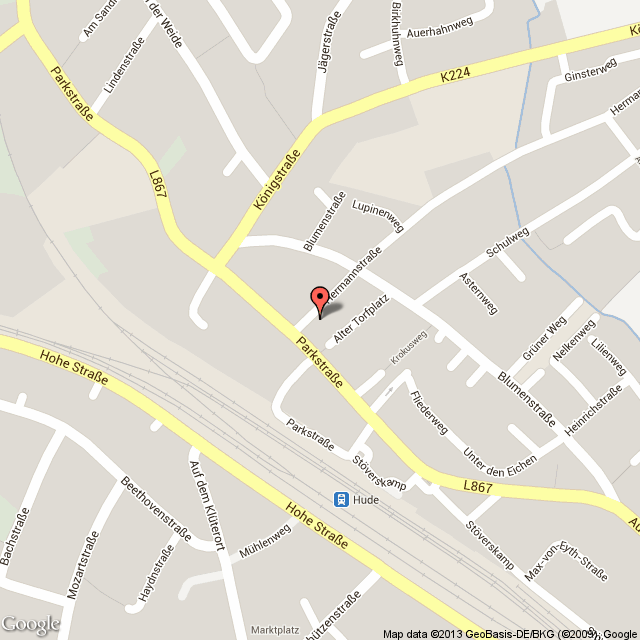 Am Sandl
der Weide
Lindenstraße
Jägerstraße
Birkhuhnweg
Auerhahnweg
K224
Ginsterweg
Parkstraße
L867
Königstraße
Blumenstraße
Lupinenweg
Hermannstraße
Schulweg
Asternweg
Alter Torfplatz
Parkstraße
Krokusweg
Grüner Weg
Nelkenweg
Lilienweg
Hohe Straße
Blumenstraße
Heinrichstraße
Fliederweg
Unter den Eichen
Parkstraße
Stöverskamp
L867
Hude
Auf dem Klüterort
Beethovenstraße
Hohe Straße
Mühlenweg
Stöverskamp
Bachstraße
Mozartstraße
Haydnstraße
Max-von-Eyth-Straße
Marktplatz
hützenstraße
Google
Map data ©2013 GeoBasis-DE/BKG (©2009), Google